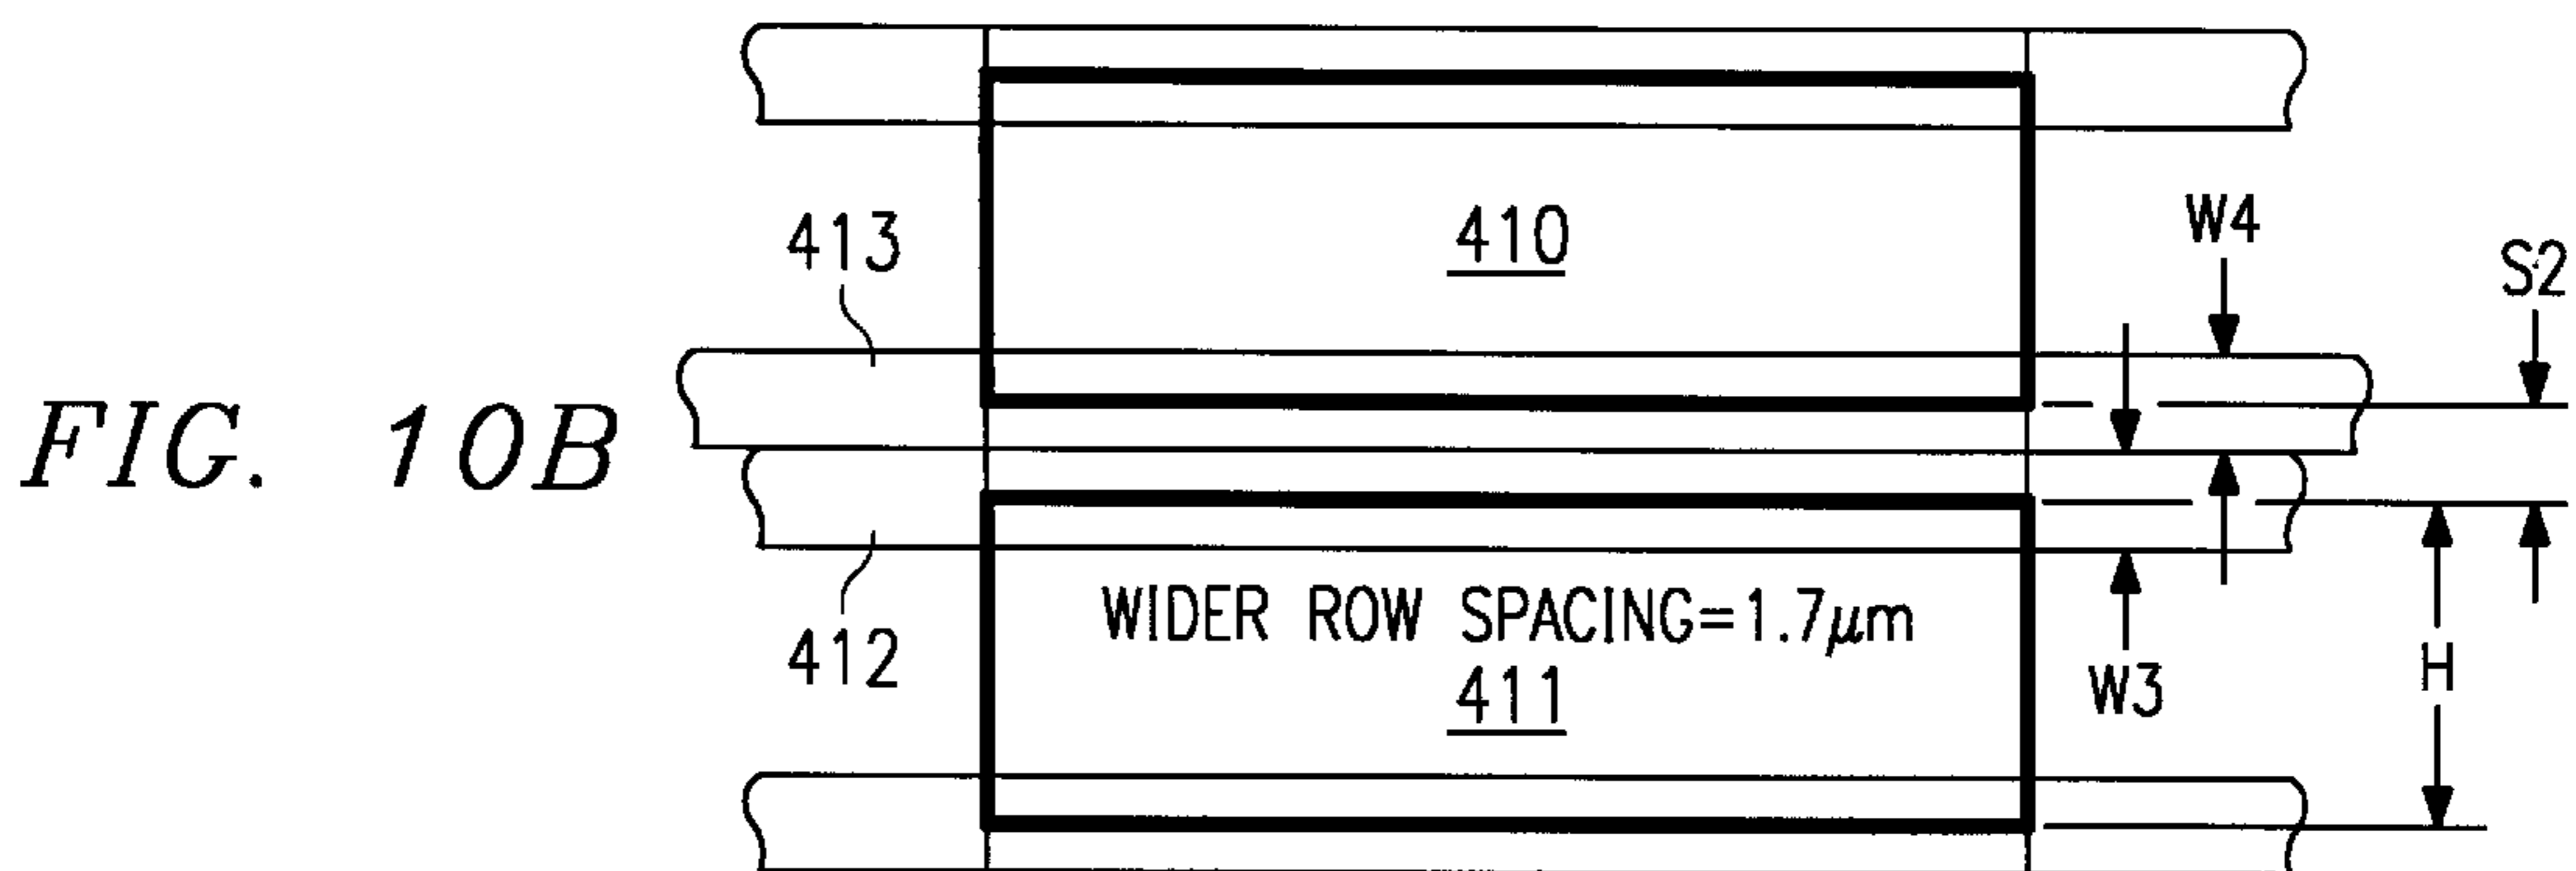 413
410
W4
S2
FIG. 10B
WIDER ROW SPACING=1.7μm
412
411
W3
H